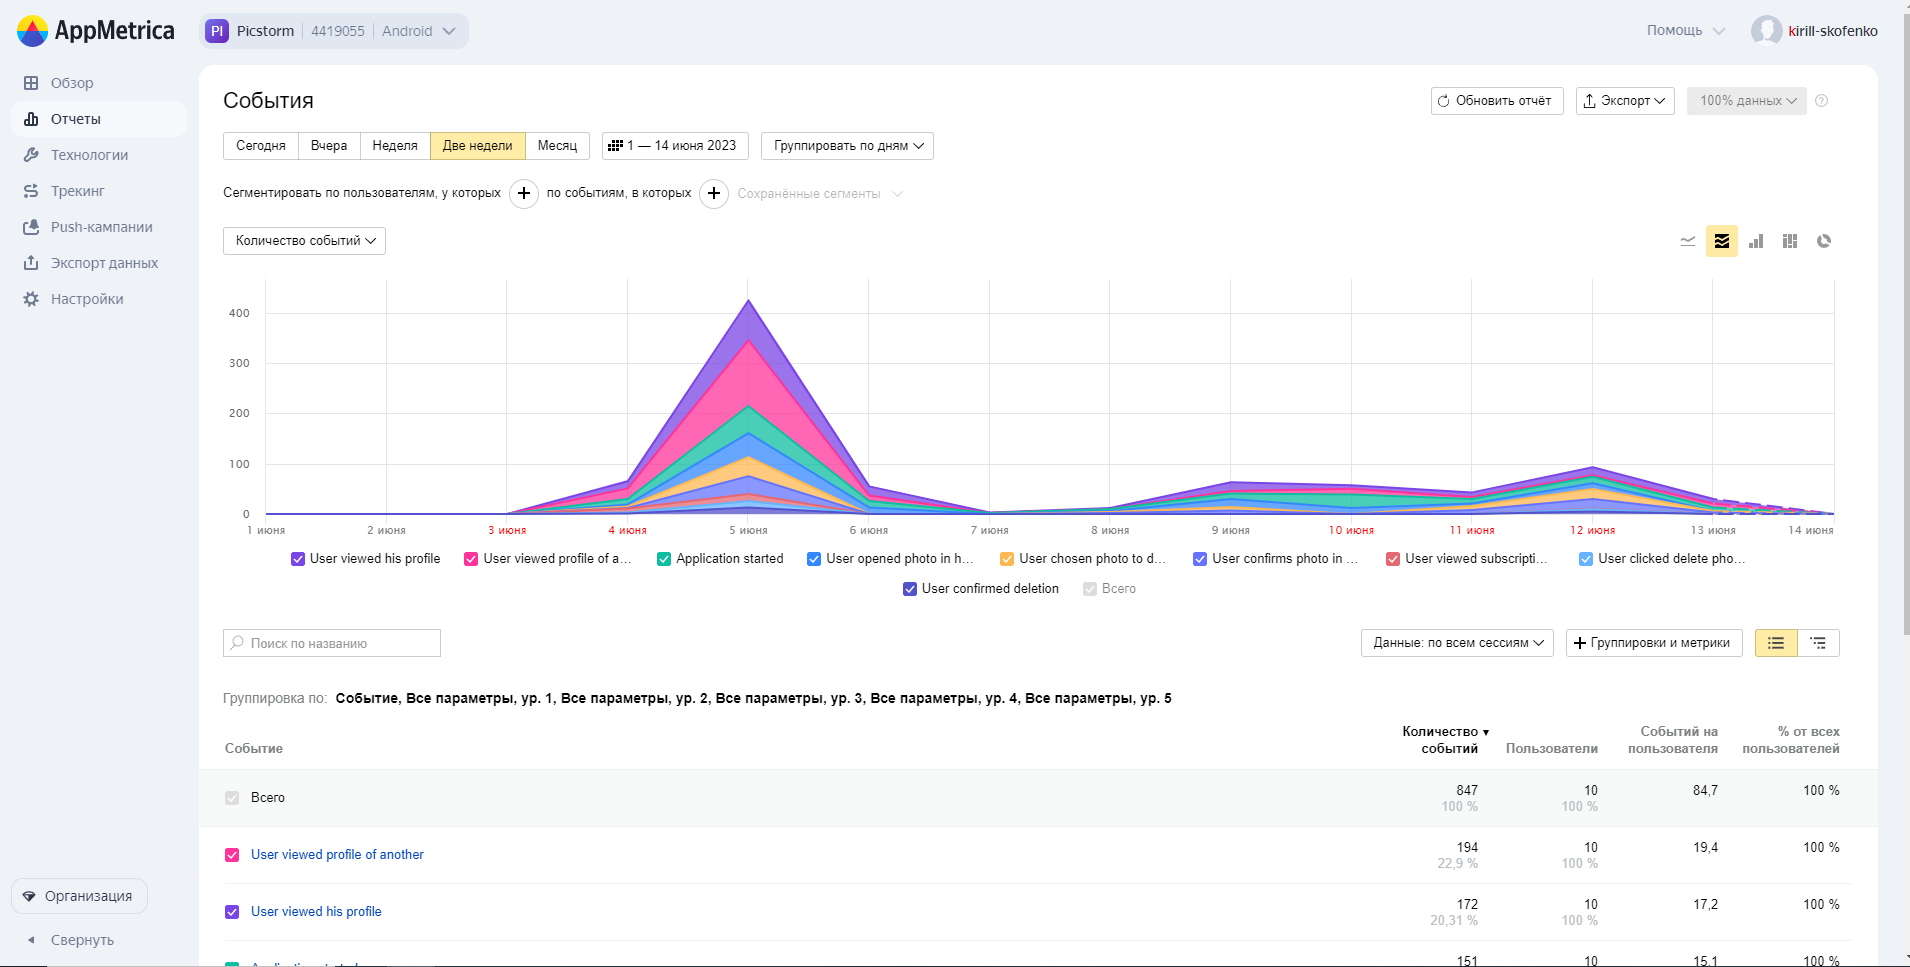 AppMetrica
PI Picstorm 4419055 Android
Помощь
kirill-skofenko
Обзор
Отчеты
Технологии
Трекинг
Push-кампании
Экспорт данных
Настройки
Организация
Свернуть
События
Обновить отчёт
Экспорт
100% данных
?
Сегодня Вчера Неделя Две недели Месяц 1 — 14 июня 2023 Группировать по дням
Сегментировать по пользователям, у которых + по событиям, в которых + Сохранённые сегменты
Количество событий
400
300
200
100
0
1 июня 2 июня 3 июня 4 июня 5 июня 6 июня 7 июня 8 июня 9 июня 10 июня 11 июня 12 июня 13 июня 14 июня
User viewed his profile User viewed profile of a... Application started User opened photo in h... User chosen photo to d... User confirms photo in ... User viewed subscripti... User clicked delete pho...
User confirmed deletion Всего
Поиск по названию
Данные: по всем сессиям + Группировки и метрики
Группировка по: Событие, Все параметры, ур. 1, Все параметры, ур. 2, Все параметры, ур. 3, Все параметры, ур. 4, Все параметры, ур. 5
Событие
Количество событий ▼
Пользователи
Событий на пользователя
% от всех пользователей
Всего 847 10 84,7 100 %
100 % 100 %
User viewed profile of another 194 10 19,4 100 %
22,9 % 100 %
User viewed his profile 172 10 17,2 100 %
20,31 % 100 %
151 10 15,1 100 %